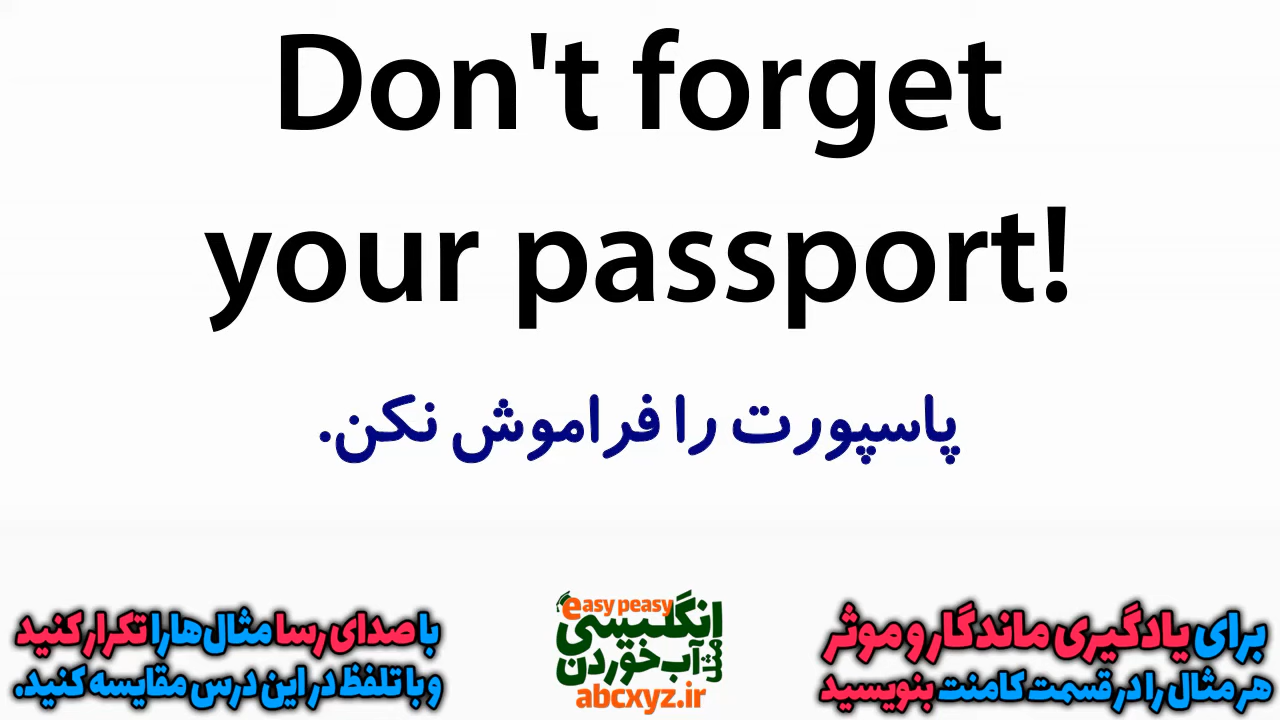 Don't forget
your passport!
پاسپورت را فراموش نکن.
با صدای رسا مثال‌ها را تکرار کنید
و با تلفظ در این درس مقایسه کنید.
easy peasy
انگلیسی
مثل آب خوردن
abcxyz.ir
برای یادگیری ماندگار و موثر
هر مثال را در قسمت کامنت بنویسید